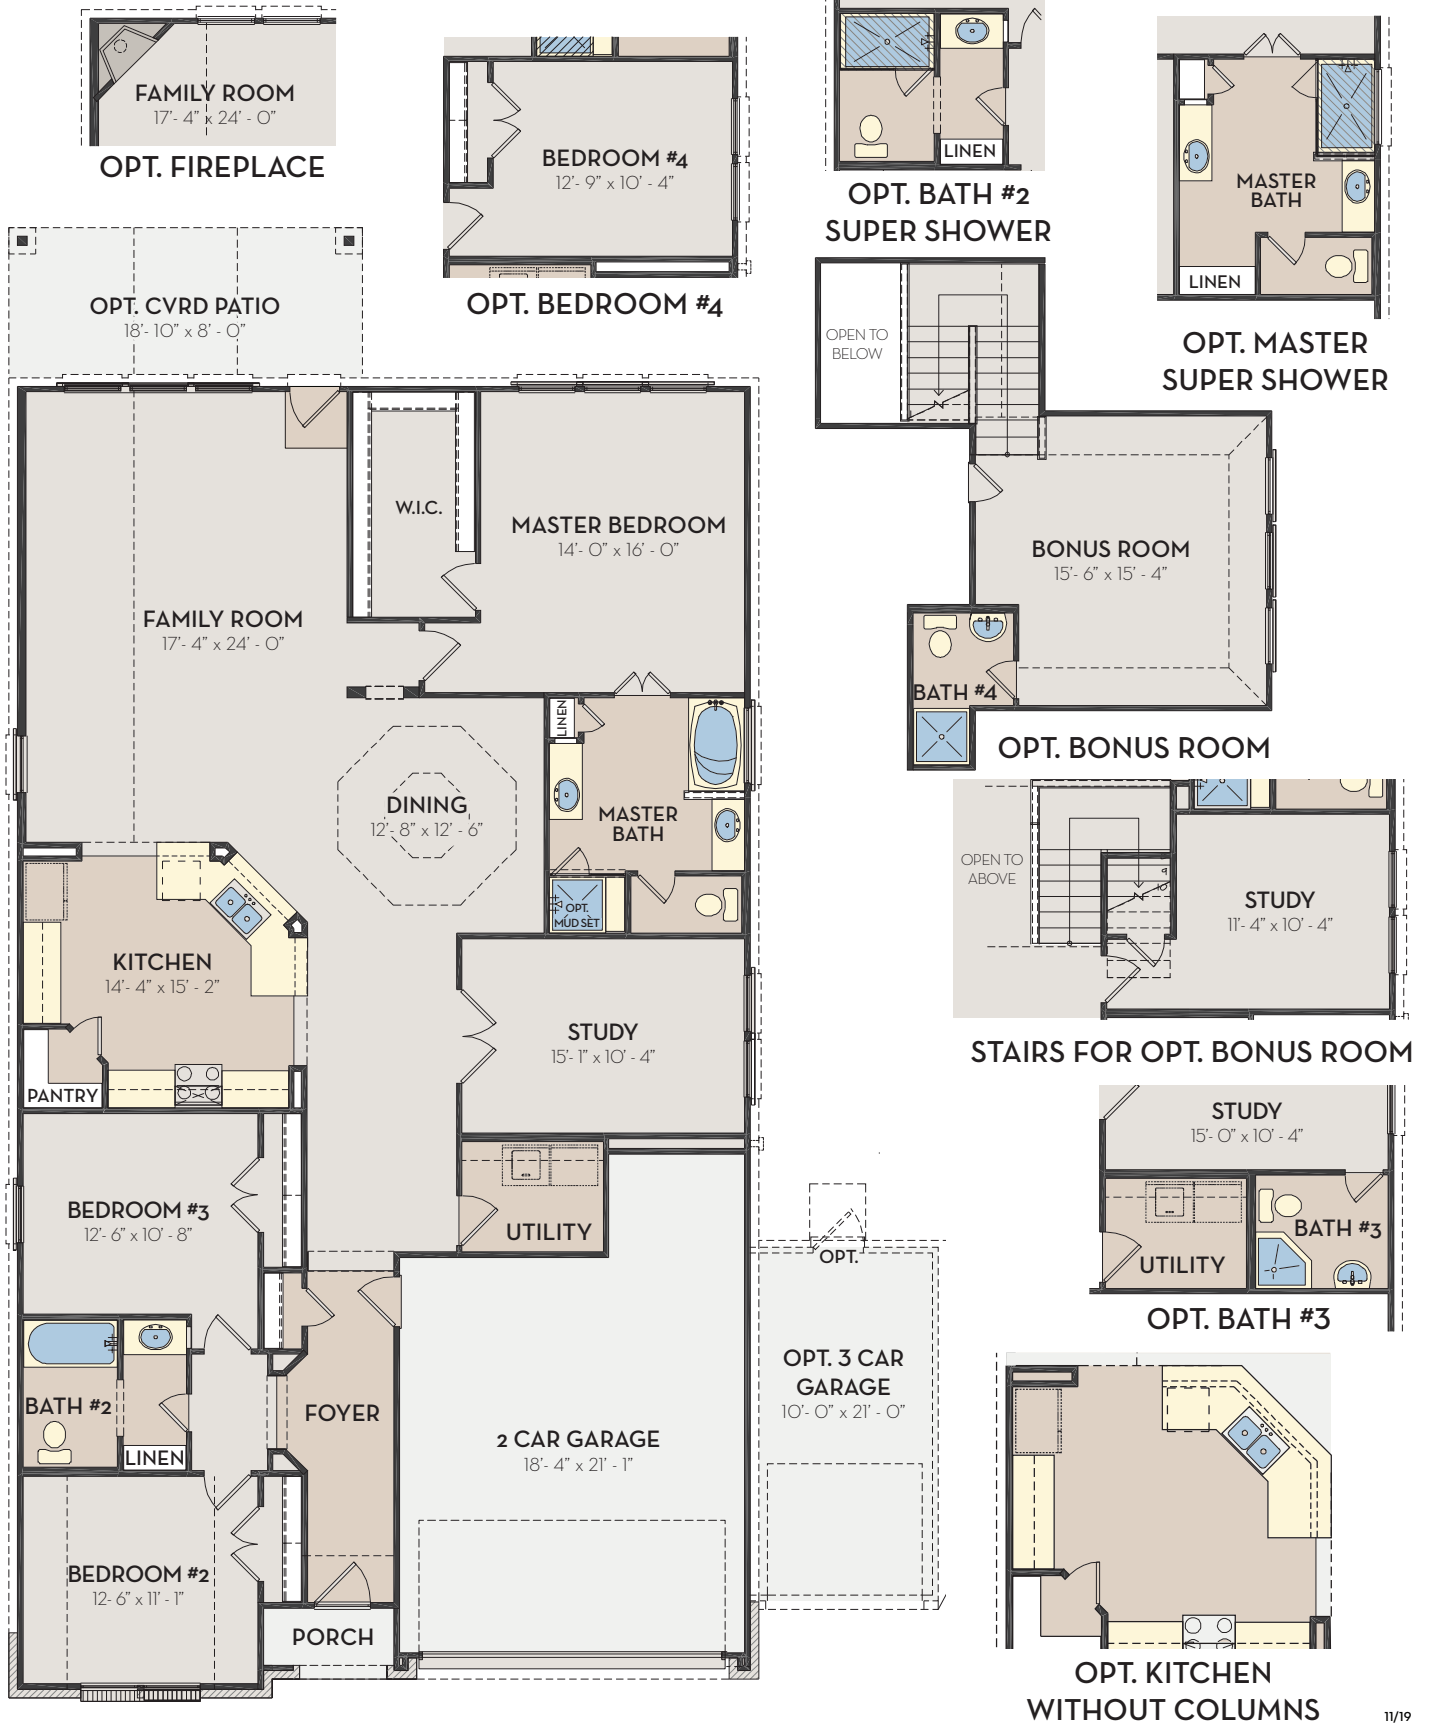 FAMILY ROOM
17'- 4" x 24' - 0"
OPT. FIREPLACE
BEDROOM #4
12'- 9" x 10' - 4"
OPT. BEDROOM #4
LINEN
OPT. BATH #2
SUPER SHOWER
MASTER
BATH
LINEN
OPT. MASTER
SUPER SHOWER
OPT. CVRD PATIO
18'- 10" x 8' - 0"
OPEN TO
BELOW
W.I.C.
MASTER BEDROOM
14'- 0" x 16' - 0"
FAMILY ROOM
17'- 4" x 24' - 0"
BONUS ROOM
15'- 6" x 15' - 4"
BATH #4
OPT. BONUS ROOM
LINEN
DINING
12'- 8" x 12' - 6"
MASTER
BATH
OPT.
MUD SET
OPEN TO
ABOVE
STUDY
11'- 4" x 10' - 4"
STAIRS FOR OPT. BONUS ROOM
KITCHEN
14'- 4" x 15' - 2"
PANTRY
STUDY
15'- 1" x 10' - 4"
STUDY
15'- 0" x 10' - 4"
UTILITY
BATH #3
OPT. BATH #3
BEDROOM #3
12'- 6" x 10' - 8"
UTILITY
OPT.
OPT. 3 CAR
GARAGE
10'- 0" x 21' - 0"
BATH #2
LINEN
FOYER
2 CAR GARAGE
18'- 4" x 21' - 1"
BEDROOM #2
12- 6" x 11' - 1"
PORCH
OPT. KITCHEN
WITHOUT COLUMNS
11/19